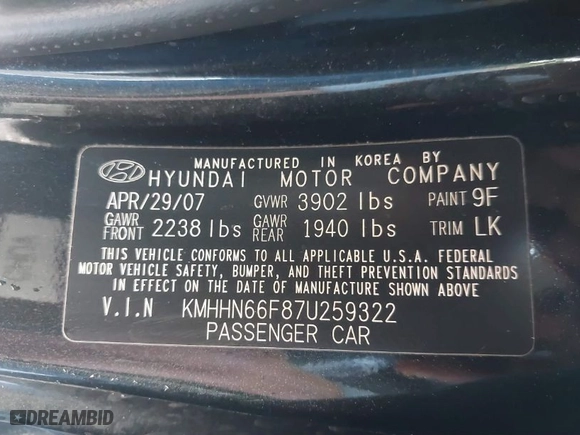 MANUFACTURED IN KOREA BY
HYUNDAI MOTOR COMPANY
APR/29/07 GVWR 3902 lbs PAINT 9F
GAWR FRONT 2238 lbs GAWR REAR 1940 lbs TRIM LK
THIS VEHICLE CONFORMS TO ALL APPLICABLE U.S.A. FEDERAL
MOTOR VEHICLE SAFETY, BUMPER, AND THEFT PREVENTION STANDARDS
IN EFFECT ON THE DATE OF MANUFACTURE SHOWN ABOVE
V.I.N KMHHN66F87U259322
PASSENGER CAR
DREAMBID